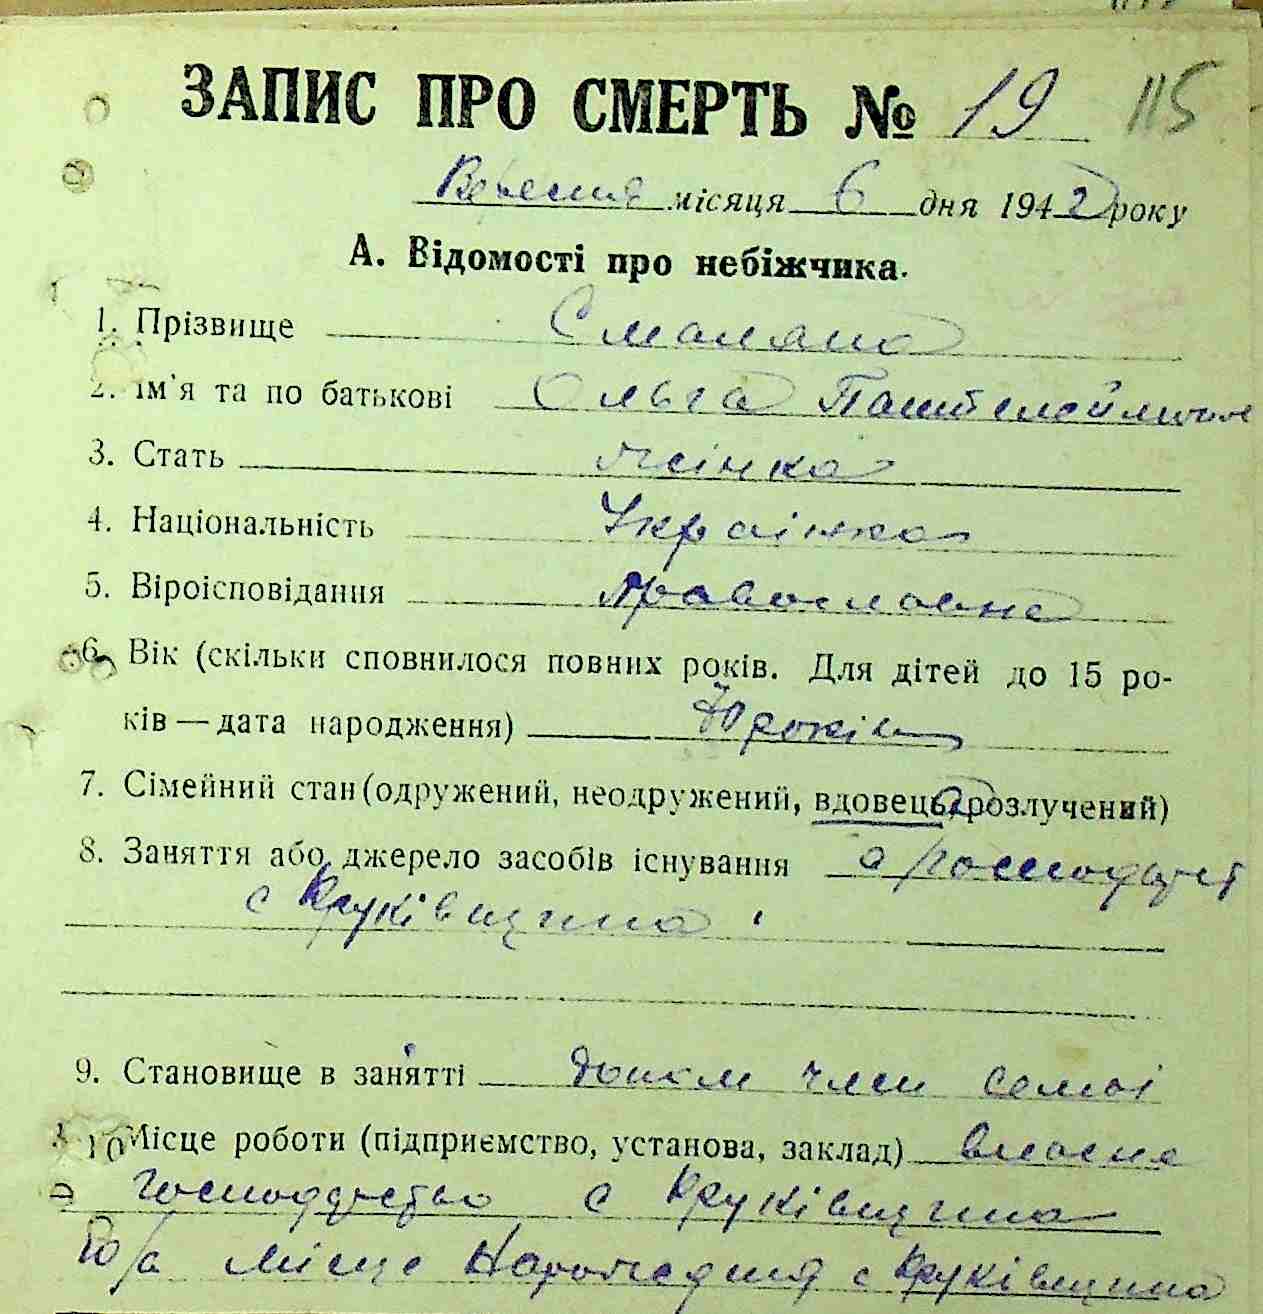 ЗАПИС ПРО СМЕРТЬ № 19 115
Вересня місяця 6 дня 1942 року
А. Відомості про небіжчика.
1. Прізвище
2. Ім'я та по батькові Ольга
3. Стать жінка
4. Національність Українка
5. Віроісповідання православна
6. Вік (скільки сповнилося повних років. Для дітей до 15 ро-
ків — дата народження) 70 років
7. Сімейний стан (одружений, неодружений, вдовець, розлучений)
8. Заняття або джерело засобів існування
с Круківщина
9. Становище в занятті член семьї
10 Місце роботи (підприємство, установа, заклад) власне
господарство с Круківщина
10/а місце народження с Круківщина